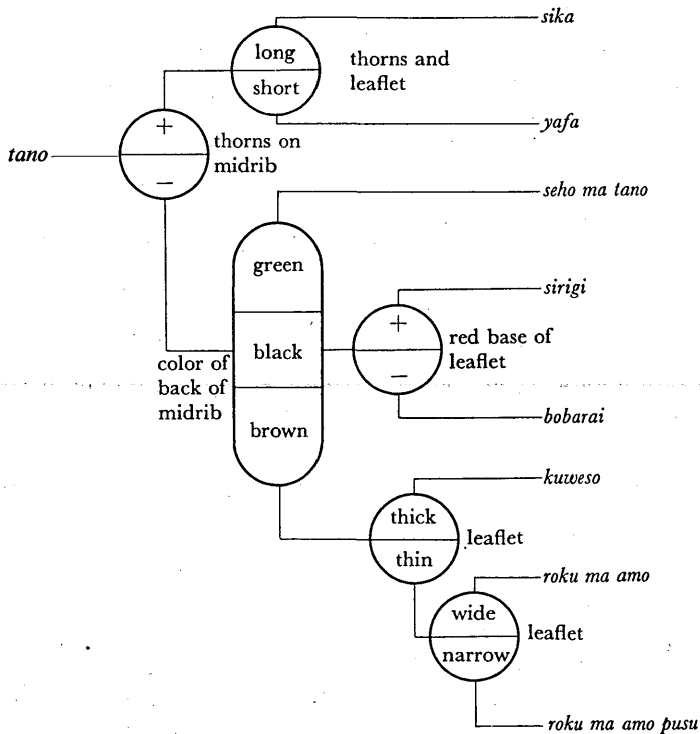 sika
long
short
thorns and
leaflet
yafa
+
−
thorns on
midrib
tano
seho ma tano
green
black
brown
color of
back of
midrib
sirigi
+
−
red base of
leaflet
bobarai
kuweso
thick
thin
leaflet
roku ma amo
wide
narrow
leaflet
roku ma amo pusu